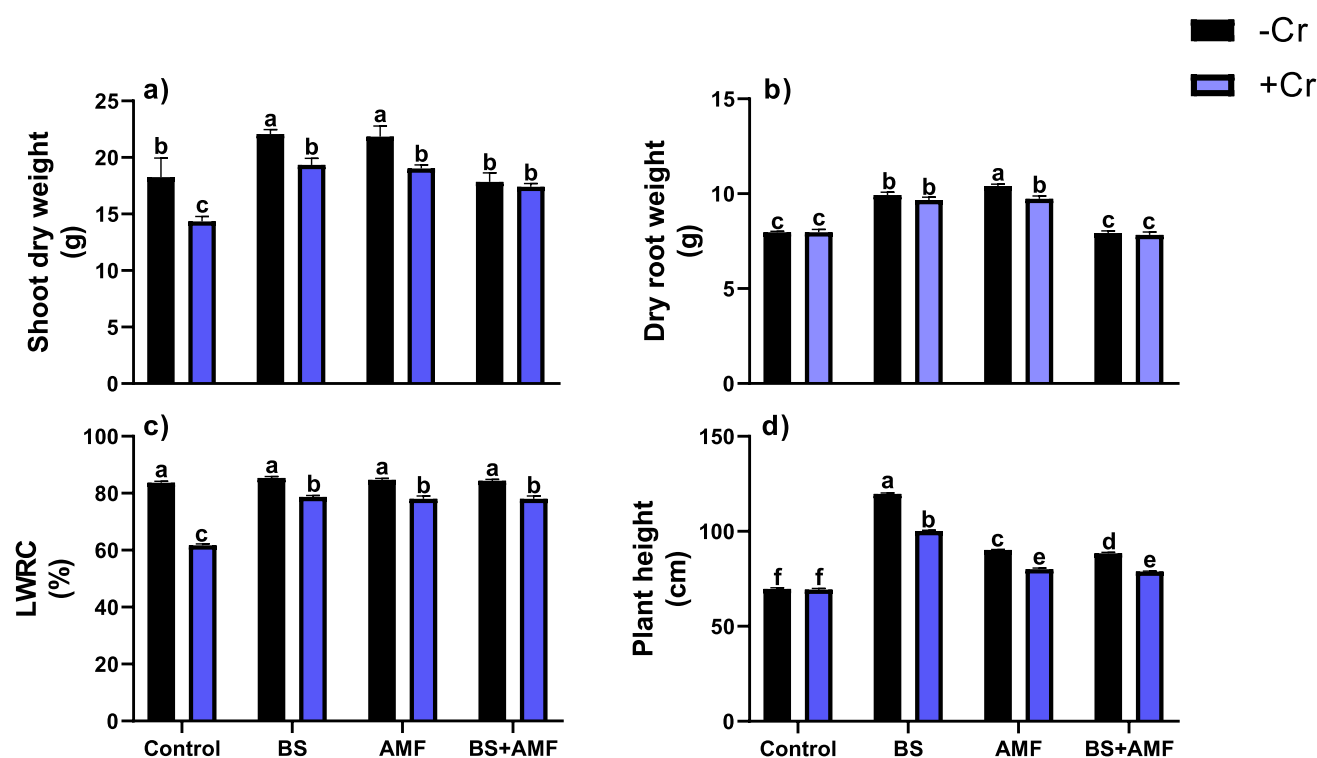 -Cr
+Cr
a)
Shoot dry weight
(g)
25
20
15
10
5
0
b
c
a
b
a
b
b
b
b)
Dry root weight
(g)
15
10
5
0
c
c
b
b
a
b
c
c
c)
LWRC
(%)
100
80
60
40
20
0
a
c
a
b
a
b
a
b
Control
BS
AMF
BS+AMF
d)
Plant height
(cm)
150
100
50
0
f
f
a
b
c
e
d
e
Control
BS
AMF
BS+AMF